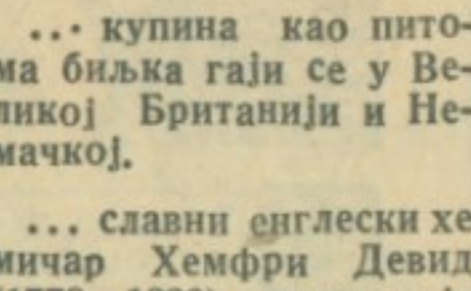 ... купина као пито-
ма биљка гаји се у Ве-
ликој Британији и Не-
мачкој.
... славни енглески хе
мичар Хемфри Девид